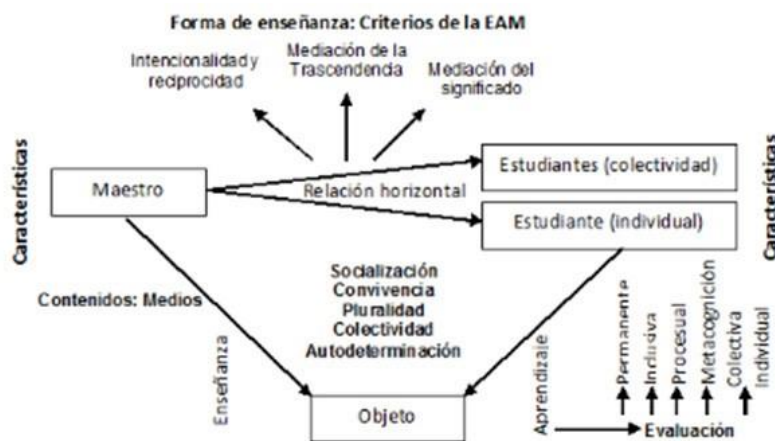 Forma de enseñanza: Criterios de la EAM
Intencionalidad y
reciprocidad
Mediación de la
Trascendencia
Mediación del
significado
Características
Maestro
Relación horizontal
Estudiantes (colectividad)
Estudiante (individual)
Características
Contenidos: Medios
Socialización
Convivencia
Pluralidad
Colectividad
Autodeterminación
Enseñanza
Objeto
Aprendizaje
Permanente
Inclusiva
Procesual
Metacognición
Colectiva
Individual
Evaluación